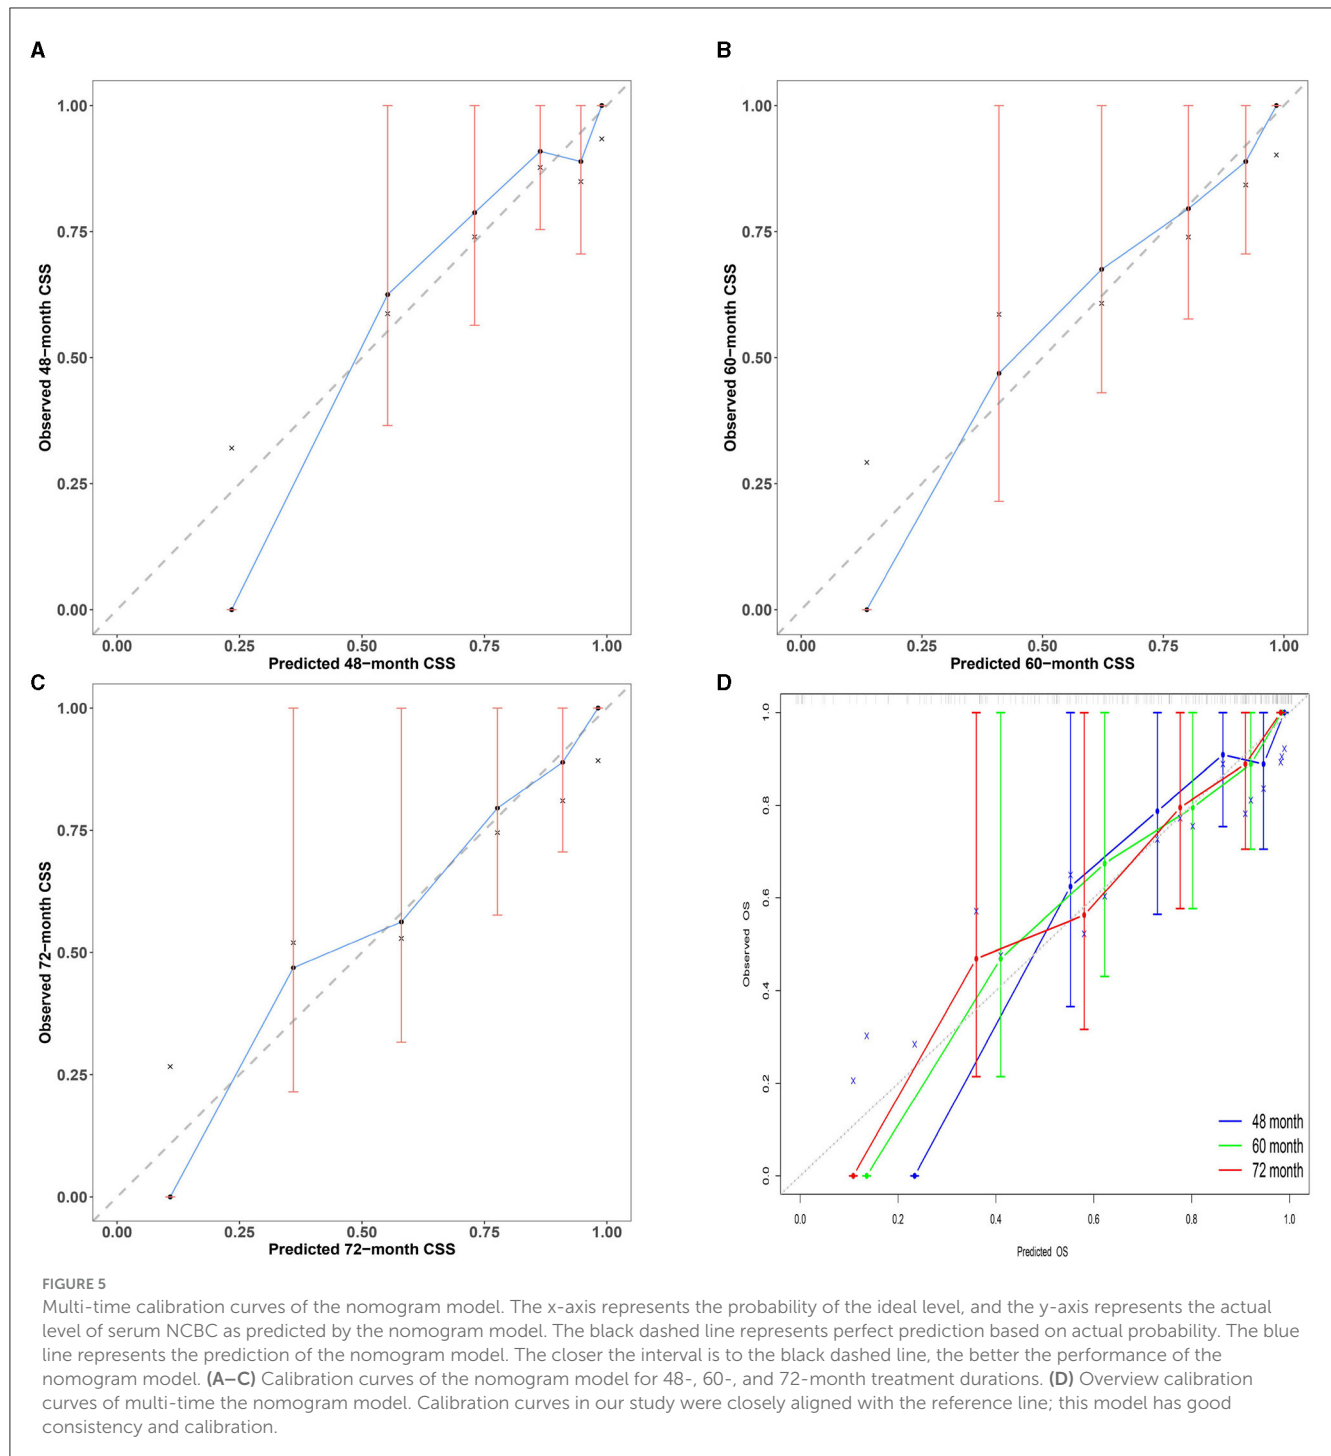 A
1.00
0.75
0.50
0.25
0.00
Observed 48−month CSS
0.00 0.25 0.50 0.75 1.00
Predicted 48−month CSS
B
1.00
0.75
0.50
0.25
0.00
Observed 60−month CSS
0.00 0.25 0.50 0.75 1.00
Predicted 60−month CSS
C
1.00
0.75
0.50
0.25
0.00
Observed 72−month CSS
0.00 0.25 0.50 0.75 1.00
Predicted 72−month CSS
D
1.0
0.8
0.6
0.4
0.2
0.0
Observed OS
48 month
60 month
72 month
0.0 0.2 0.4 0.6 0.8 1.0
Predicted OS
FIGURE 5
Multi-time calibration curves of the nomogram model. The x-axis represents the probability of the ideal level, and the y-axis represents the actual
level of serum NCBC as predicted by the nomogram model. The black dashed line represents perfect prediction based on actual probability. The blue
line represents the prediction of the nomogram model. The closer the interval is to the black dashed line, the better the performance of the
nomogram model. (A–C) Calibration curves of the nomogram model for 48-, 60-, and 72-month treatment durations. (D) Overview calibration
curves of multi-time the nomogram model. Calibration curves in our study were closely aligned with the reference line; this model has good
consistency and calibration.